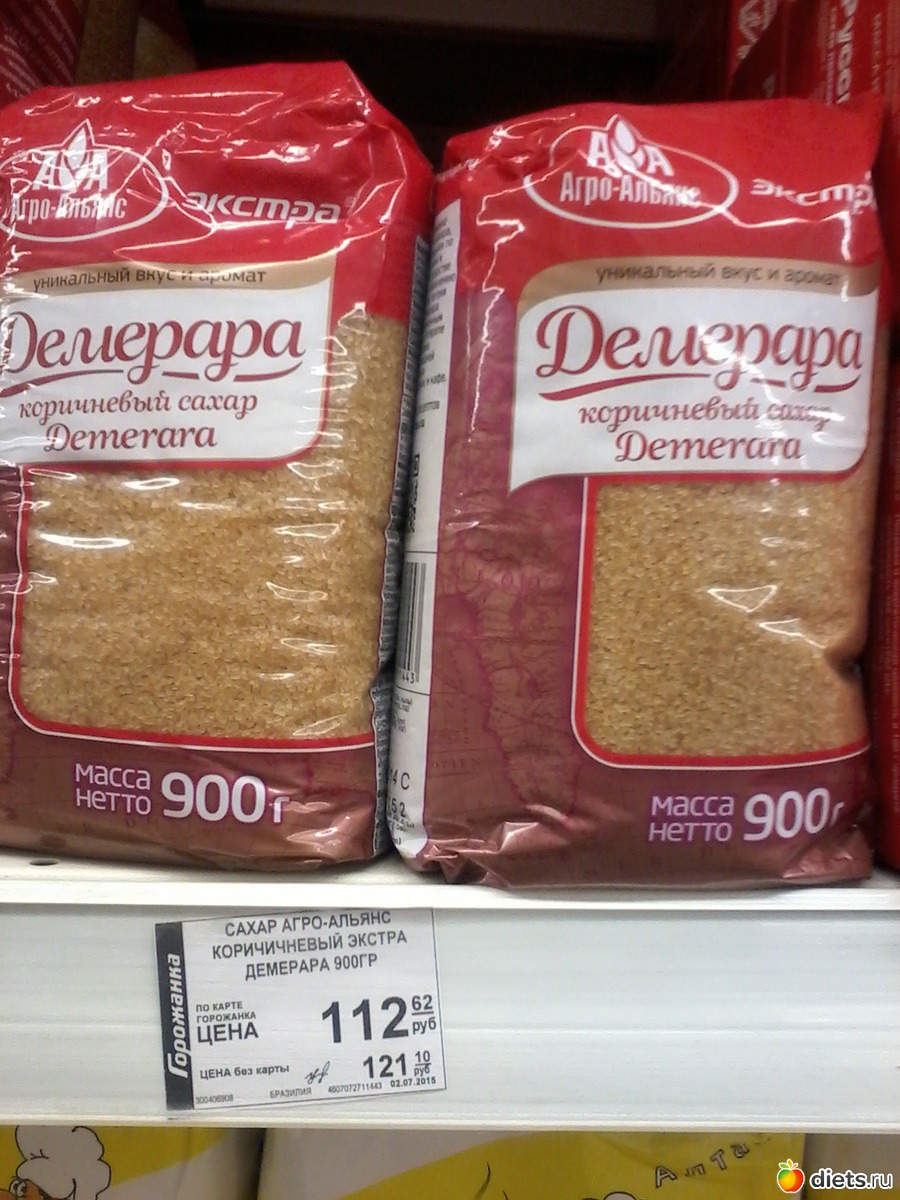 АА
Агро-Альянс
экстра
уникальный вкус и аромат
Демерара
коричневый сахар
Demerara
масса
нетто 900г
АА
Агро-Альянс
экстра
уникальный вкус и аромат
Демерара
коричневый сахар
Demerara
масса
нетто 900г
Горожанка
САХАР АГРО-АЛЬЯНС
КОРИЧИЧНЕВЫЙ ЭКСТРА
ДЕМЕРАРА 900ГР
ПО КАРТЕ
ГОРОЖАНКА
ЦЕНА 112 62 руб
ЦЕНА без карты 121 10 руб
300406908 БРАЗИЛИЯ 4607072711443 02.07.2015
diets.ru